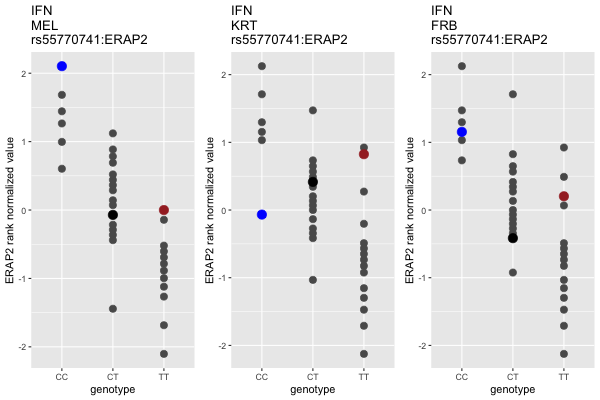 IFN
MEL
rs55770741:ERAP2
ERAP2 rank normalized value
2
1
0
-1
-2
CC
CT
TT
genotype
IFN
KRT
rs55770741:ERAP2
ERAP2 rank normalized value
2
1
0
-1
-2
CC
CT
TT
genotype
IFN
FRB
rs55770741:ERAP2
ERAP2 rank normalized value
2
1
0
-1
-2
CC
CT
TT
genotype